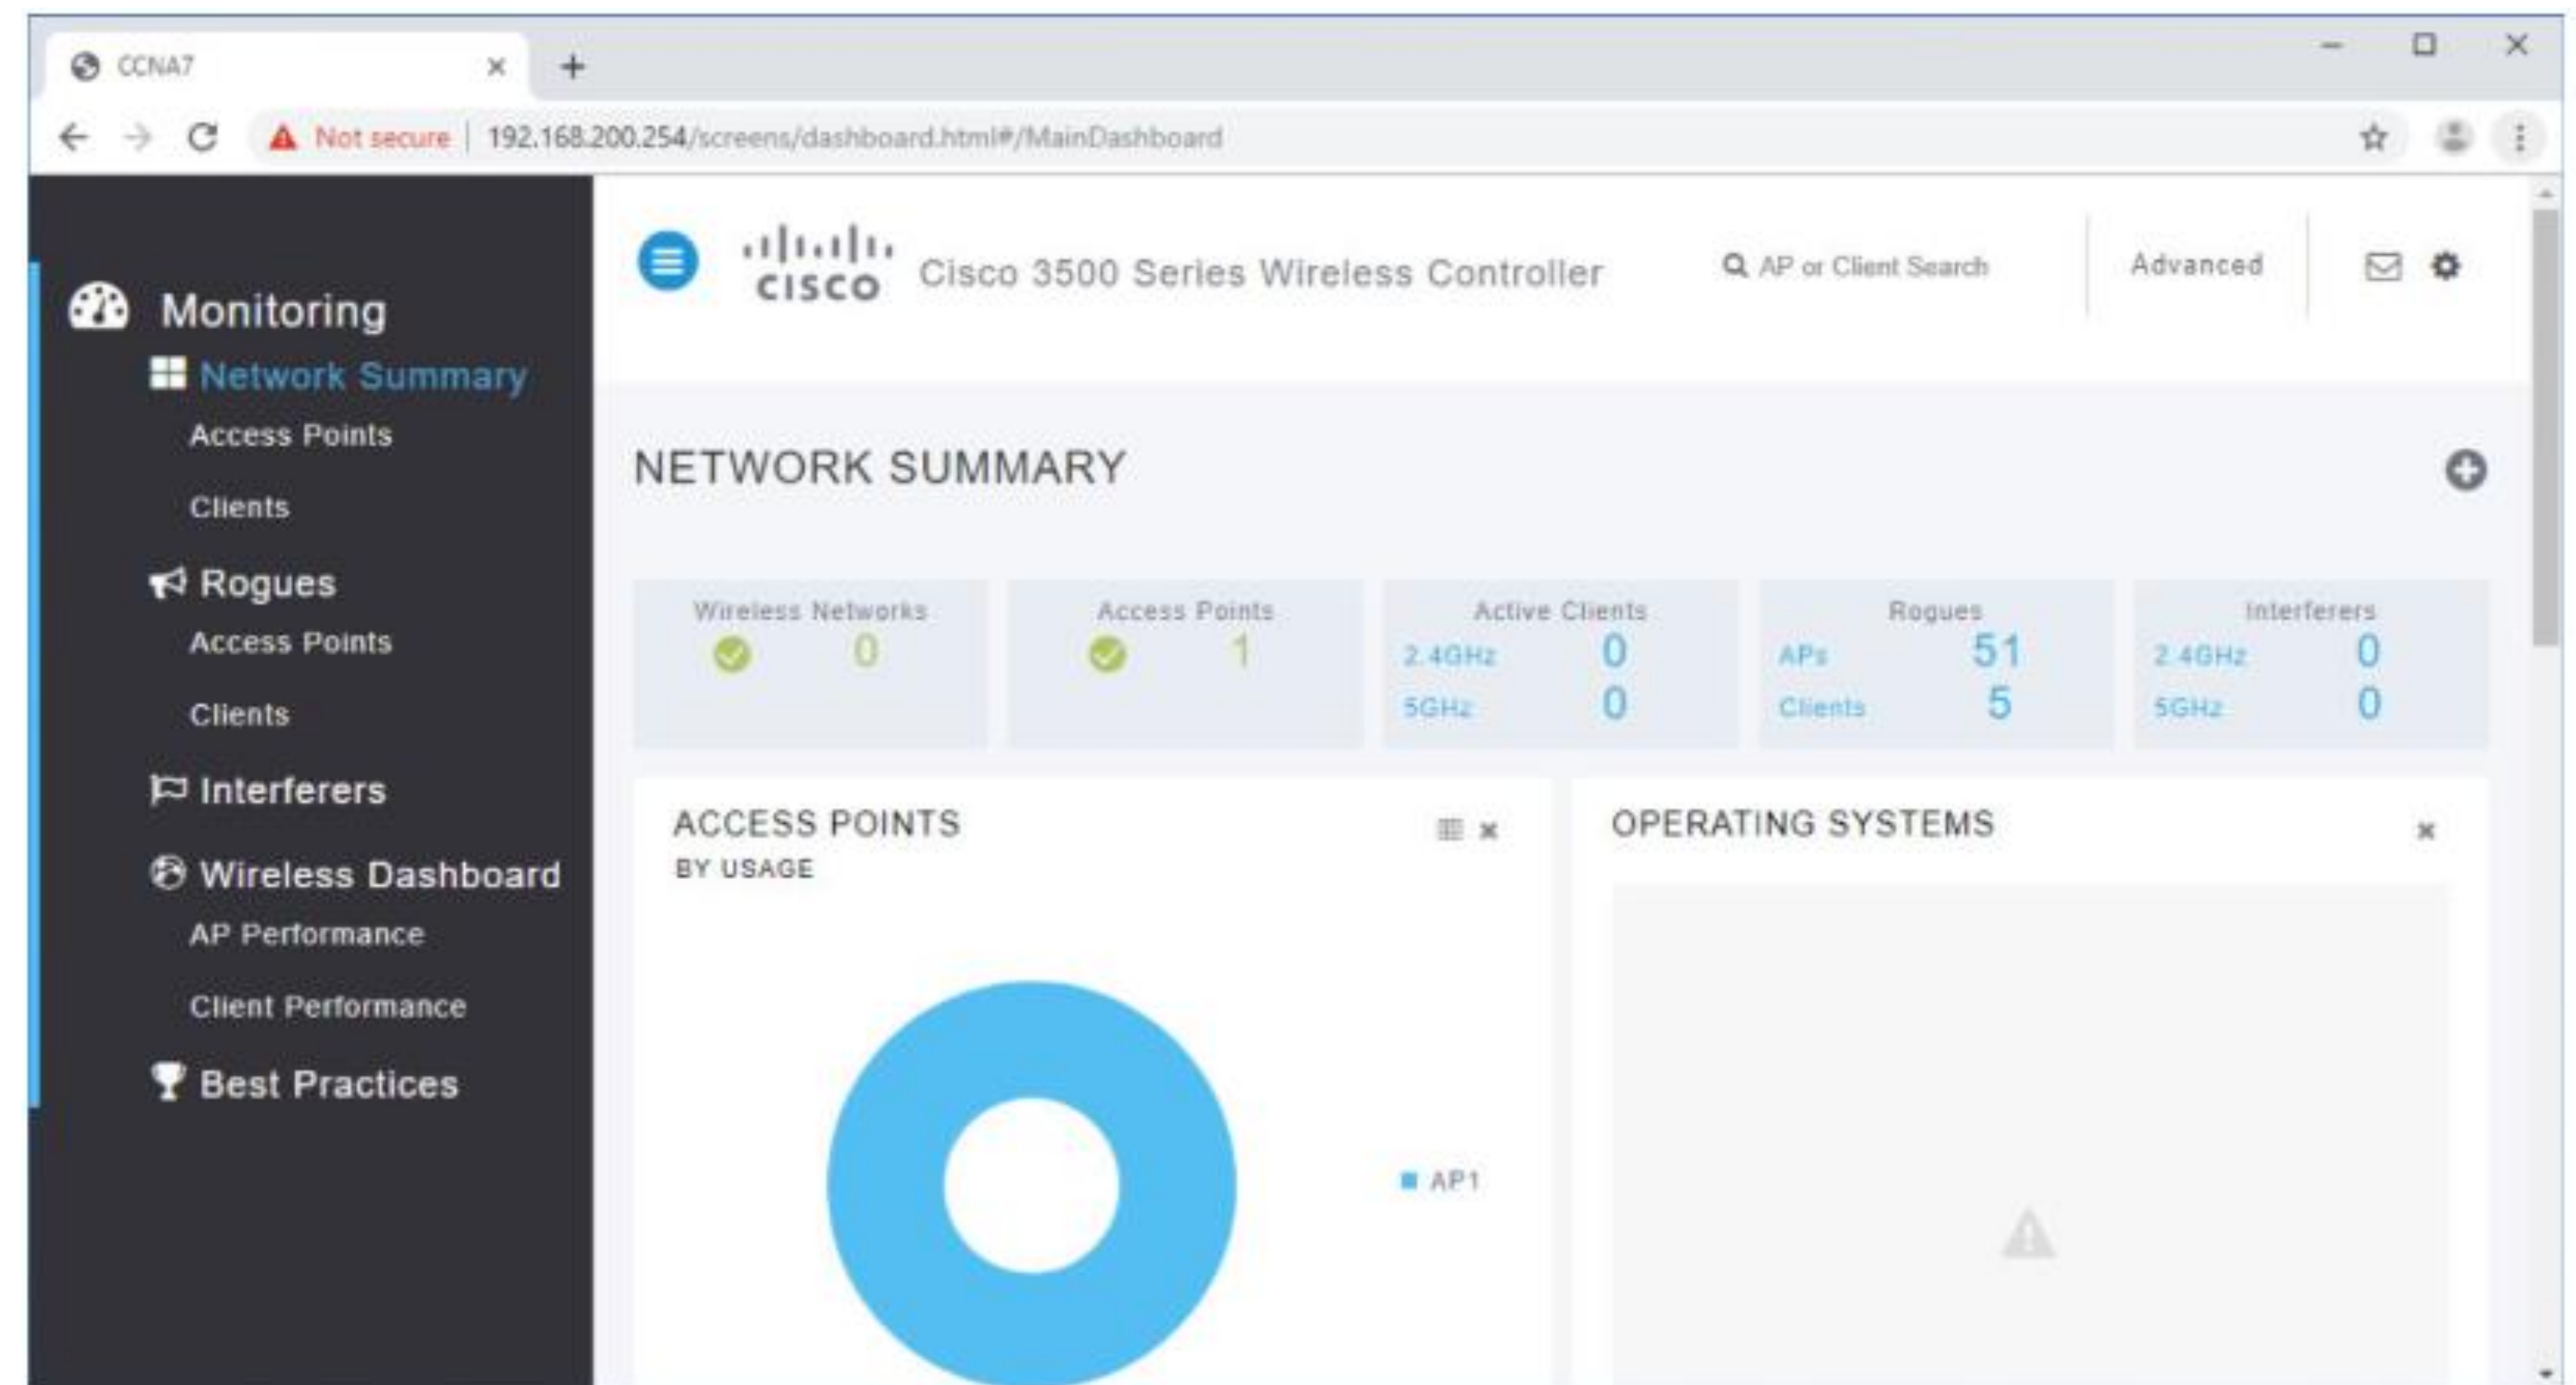 CCNA7
Not secure | 192.168.200.254/screens/dashboard.html#/MainDashboard
Monitoring
Network Summary
Access Points
Clients
Rogues
Access Points
Clients
Interferers
Wireless Dashboard
AP Performance
Client Performance
Best Practices
CISCO Cisco 3500 Series Wireless Controller
AP or Client Search
Advanced
NETWORK SUMMARY
Wireless Networks
0
Access Points
1
Active Clients
2.4GHz 0
5GHz 0
Rogues
APs 51
Clients 5
Interferers
2.4GHz 0
5GHz 0
ACCESS POINTS
BY USAGE
AP1
OPERATING SYSTEMS